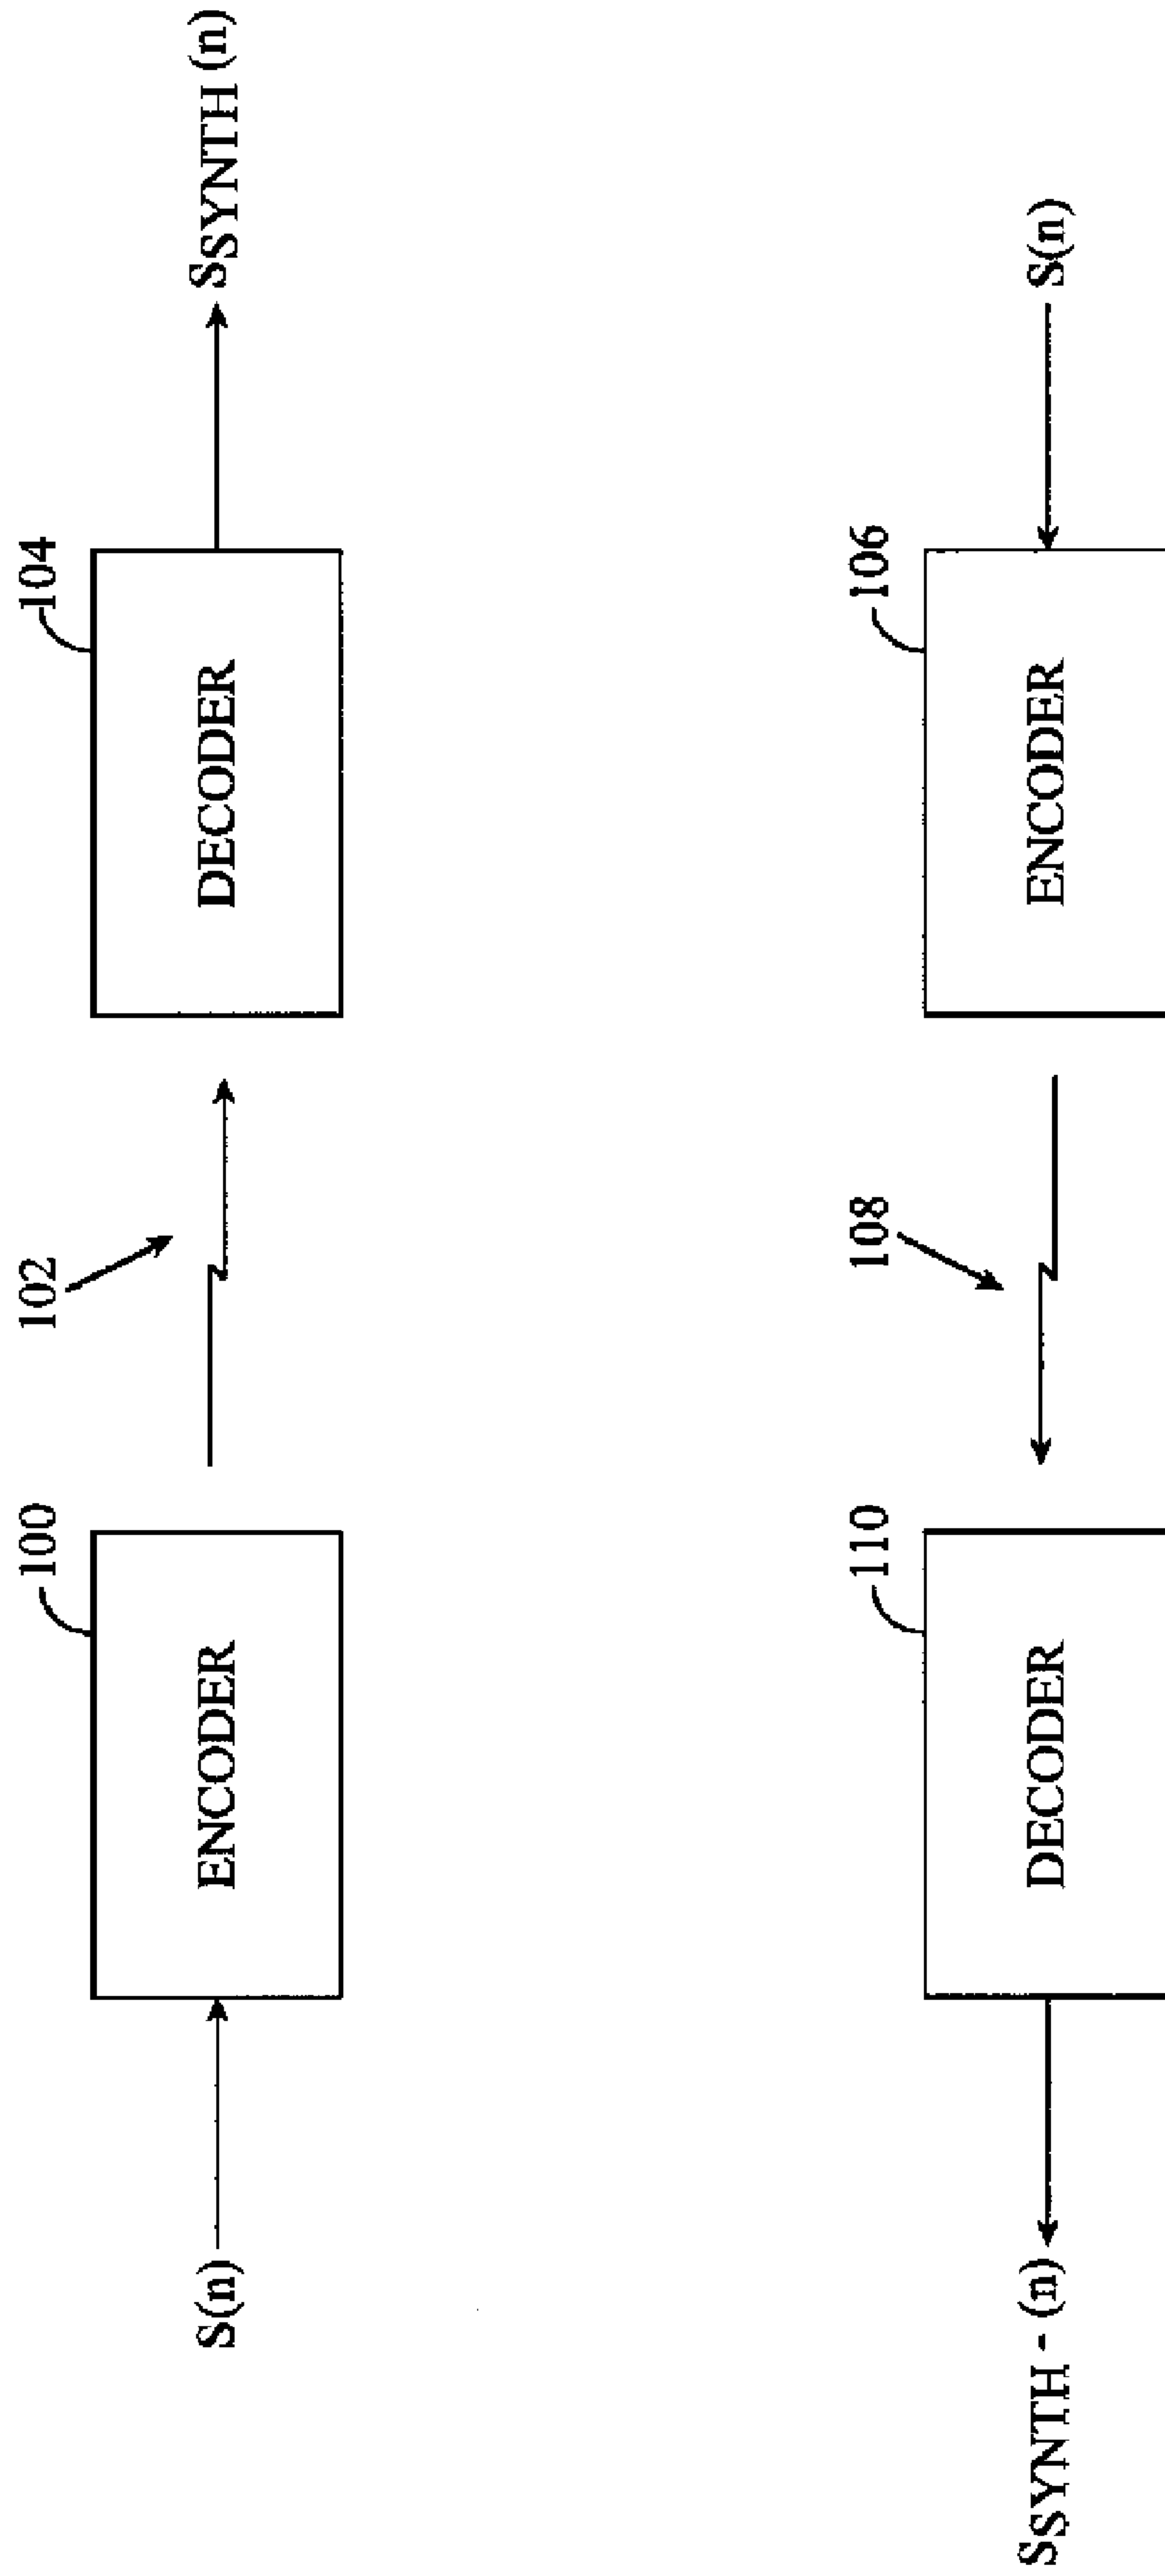 S(n)
100
ENCODER
102
104
DECODER
SSYNTH (n)
SSYNTH - (n)
110
DECODER
108
106
ENCODER
S(n)